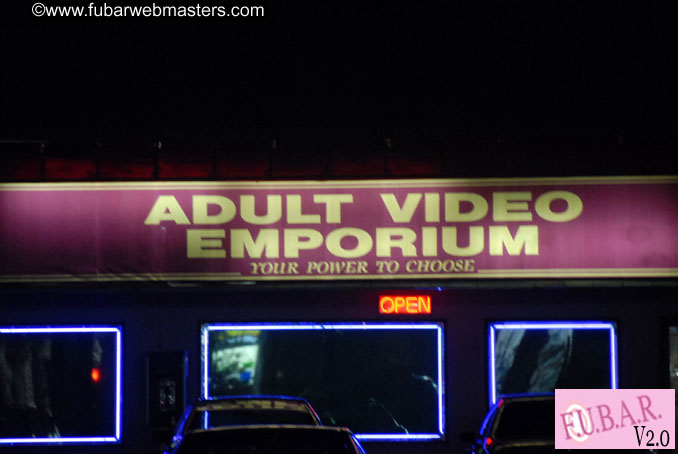 ©www.fubarwebmasters.com
ADULT VIDEO
EMPORIUM
YOUR POWER TO CHOOSE
OPEN
F.U.B.A.R.
V2.0